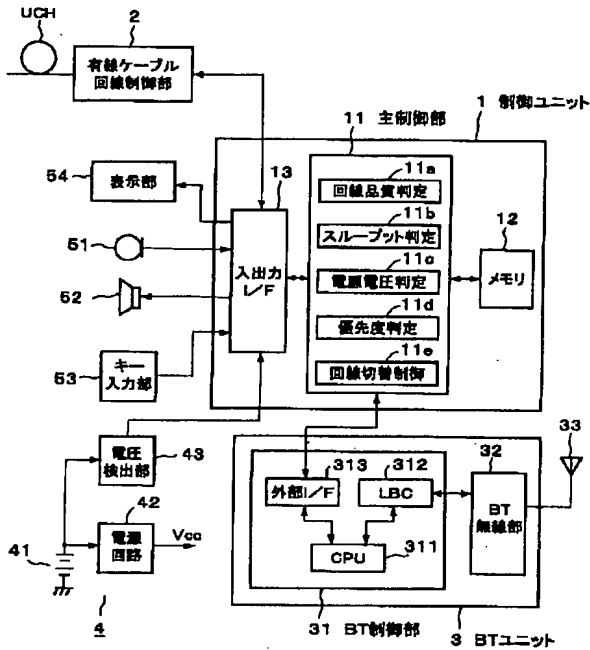 UCH
2
有線ケーブル
回線制御部
1 制御ユニット
11 主制御部
54
表示部
13
11a
回線品質判定
11b
スループット判定
12
メモリ
51
入出力
I/F
11c
電源電圧判定
52
11d
優先度判定
11e
回線切替制御
53
キー
入力部
電圧
検出部
43
33
313
312
32
外部I/F
LBC
BT
無線部
42
電源
回路
Vcc
41
CPU
311
4
31 BT制御部
3 BTユニット